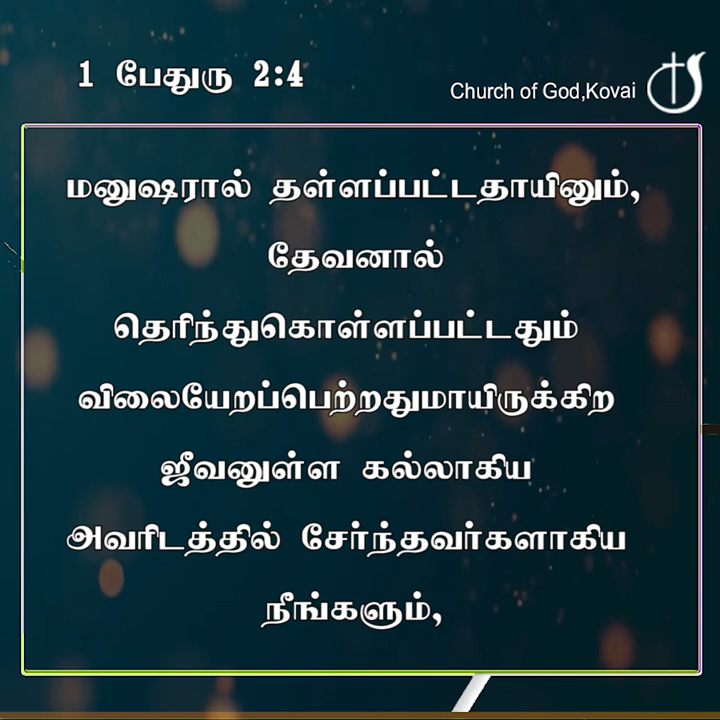 1 பேதுரு 2:4
Church of God,Kovai
மனுஷரால் தள்ளப்பட்டதாயினும்,
தேவனால்
தெரிந்துகொள்ளப்பட்டதும்
விலையேறப்பெற்றதுமாயிருக்கிற
ஜீவனுள்ள கல்லாகிய
அவரிடத்தில் சேர்ந்தவர்களாகிய
நீங்களும்,